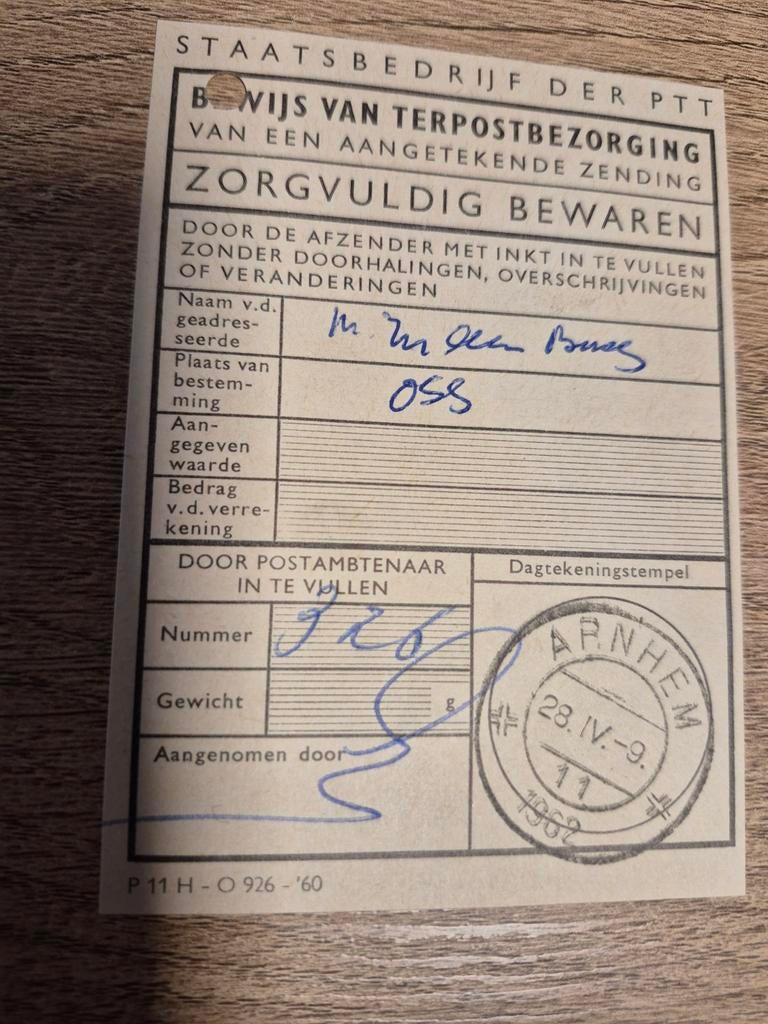 STAATSBEDRIJF DER PTT
BEWIJS VAN TERPOSTBEZORGING
VAN EEN AANGETEKENDE ZENDING
ZORGVULDIG BEWAREN
DOOR DE AFZENDER MET INKT IN TE VULLEN
ZONDER DOORHALINGEN, OVERSCHRIJVINGEN
OF VERANDERINGEN
Naam v.d.
geadres-
seerde
Plaats van
bestem-
ming
OSS
Aan-
gegeven
waarde
Bedrag
v.d. verre-
kening
DOOR POSTAMBTENAAR
IN TE VULLEN
Nummer
326
Gewicht
g
Aangenomen door
Dagtekeningstempel
ARNHEM
28.IV.-9.
11
1962
P 11 H - O 926 - '60